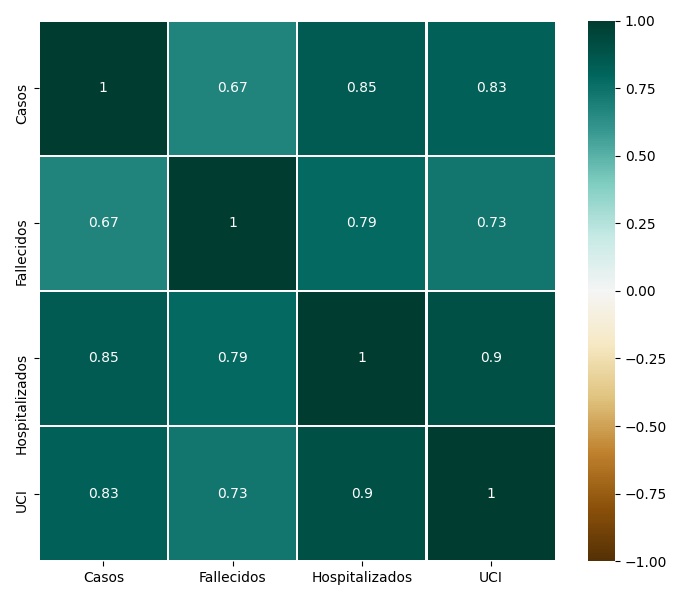 Casos 1 0.67 0.85 0.83
Fallecidos 0.67 1 0.79 0.73
Hospitalizados 0.85 0.79 1 0.9
UCI 0.83 0.73 0.9 1
Casos Fallecidos Hospitalizados UCI
1.00
0.75
0.50
0.25
0.00
−0.25
−0.50
−0.75
−1.00